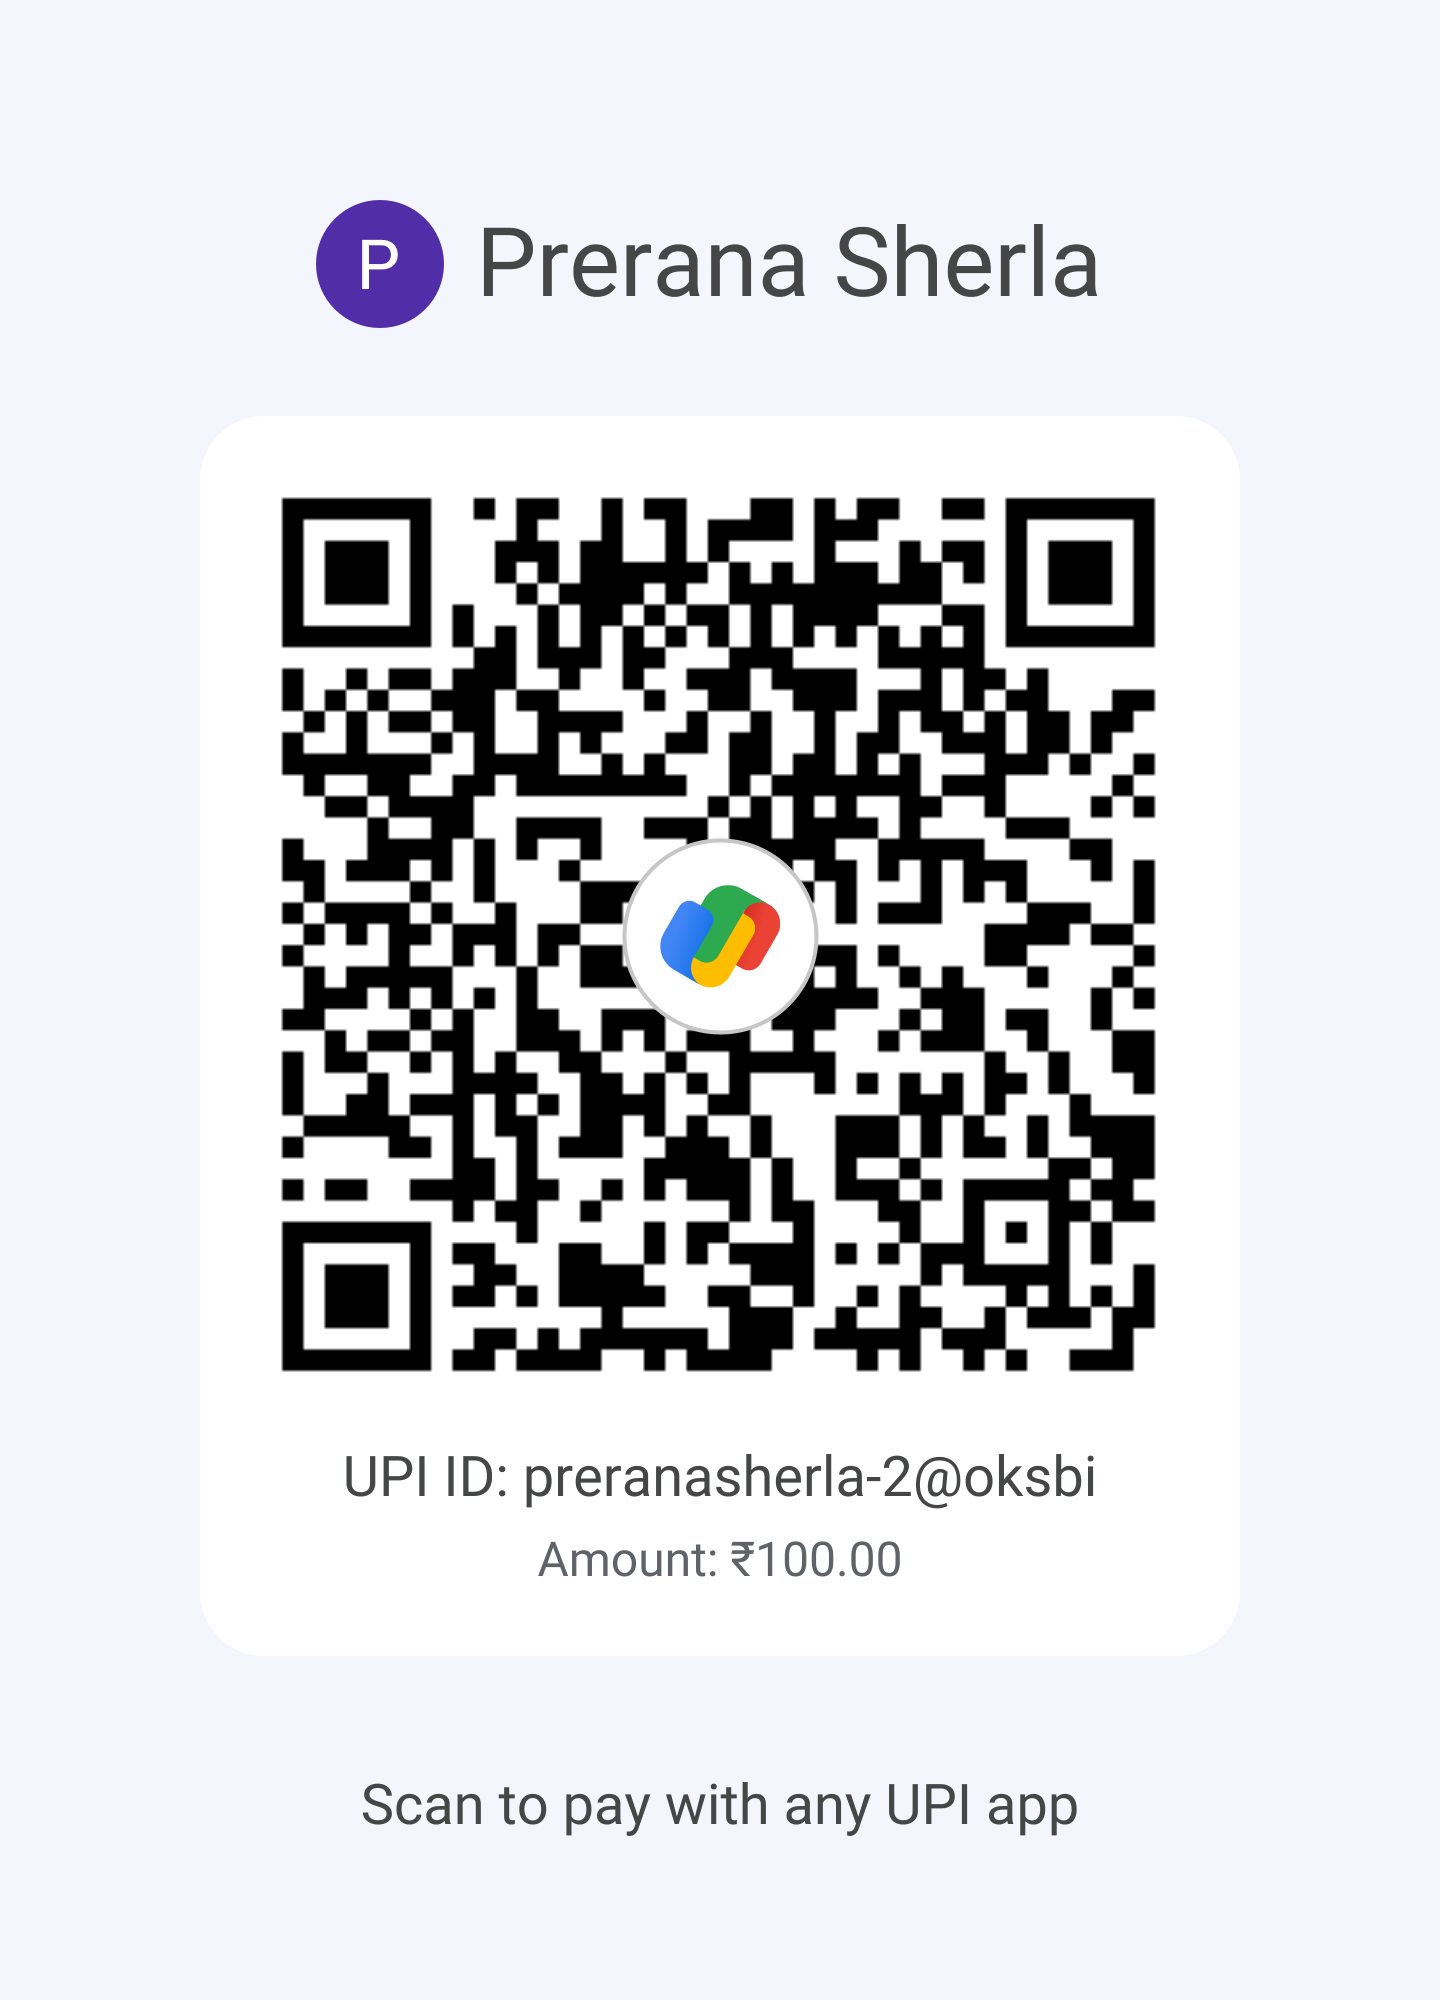 P
Prerana Sherla
UPI ID: preranasherla-2@oksbi
Amount: ₹100.00
Scan to pay with any UPI app